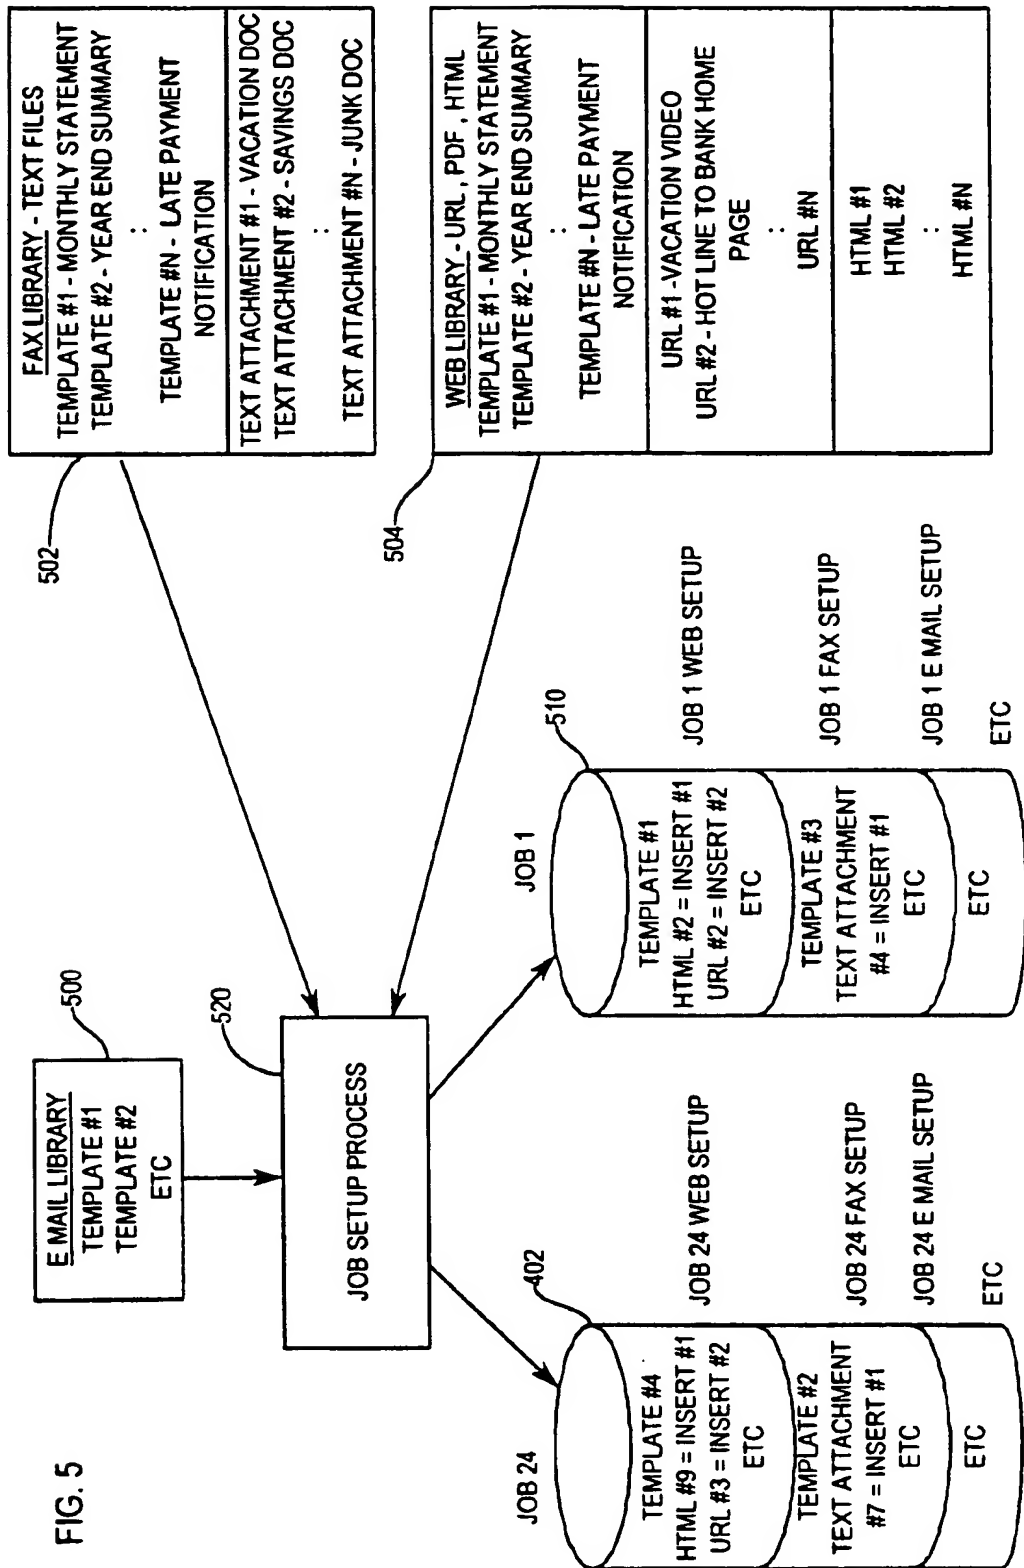 FIG. 5
E MAIL LIBRARY
TEMPLATE #1
TEMPLATE #2
ETC
500
520
JOB SETUP PROCESS
502
FAX LIBRARY - TEXT FILES
TEMPLATE #1 - MONTHLY STATEMENT
TEMPLATE #2 - YEAR END SUMMARY
:
TEMPLATE #N - LATE PAYMENT
NOTIFICATION
TEXT ATTACHMENT #1 - VACATION DOC
TEXT ATTACHMENT #2 - SAVINGS DOC
:
TEXT ATTACHMENT #N - JUNK DOC
504
WEB LIBRARY - URL, PDF, HTML
TEMPLATE #1 - MONTHLY STATEMENT
TEMPLATE #2 - YEAR END SUMMARY
:
TEMPLATE #N - LATE PAYMENT
NOTIFICATION
URL #1 - VACATION VIDEO
URL #2 - HOT LINE TO BANK HOME
PAGE
:
URL #N
HTML #1
HTML #2
:
HTML #N
JOB 24
402
TEMPLATE #4
HTML #9 = INSERT #1
URL #3 = INSERT #2
ETC
JOB 24 WEB SETUP
TEMPLATE #2
TEXT ATTACHMENT
#7 = INSERT #1
ETC
JOB 24 FAX SETUP
ETC
JOB 24 E MAIL SETUP
ETC
JOB 1
510
TEMPLATE #1
HTML #2 = INSERT #1
URL #2 = INSERT #2
ETC
JOB 1 WEB SETUP
TEMPLATE #3
TEXT ATTACHMENT
#4 = INSERT #1
ETC
JOB 1 FAX SETUP
ETC
JOB 1 E MAIL SETUP
ETC